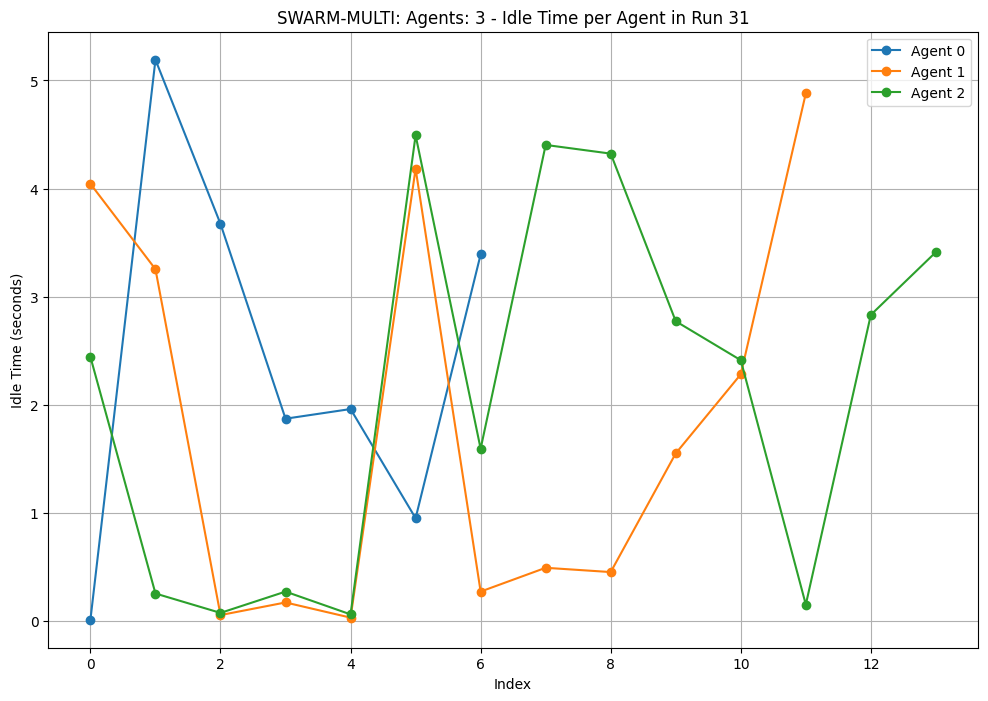 SWARM-MULTI: Agents: 3 - Idle Time per Agent in Run 31
Agent 0
Agent 1
Agent 2
Idle Time (seconds)
5
4
3
2
1
0
0 2 4 6 8 10 12
Index